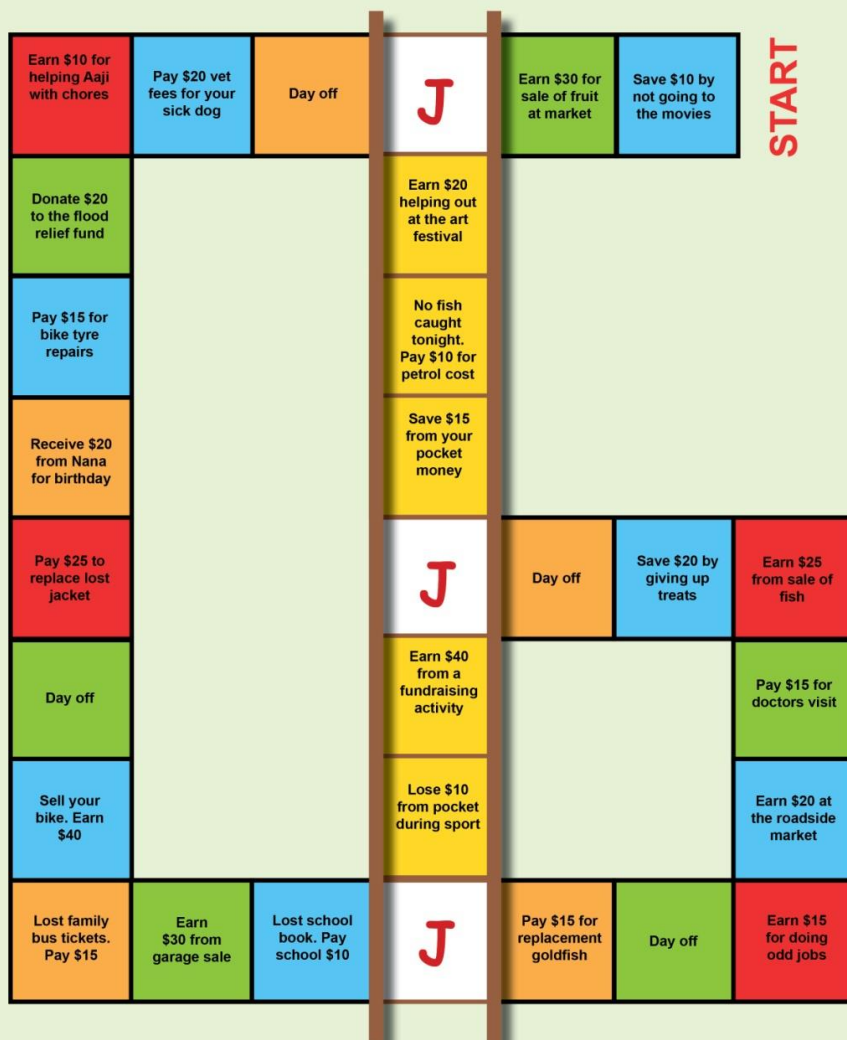 Earn $10 for
helping Aaji
with chores
Pay $20 vet
fees for your
sick dog
Day off
J
Earn $30 for
sale of fruit
at market
Save $10 by
not going to
the movies
START
Donate $20
to the flood
relief fund
Earn $20
helping out
at the art
festival
Pay $15 for
bike tyre
repairs
No fish
caught
tonight.
Pay $10 for
petrol cost
Receive $20
from Nana
for birthday
Save $15
from your
pocket
money
Pay $25 to
replace lost
jacket
J
Day off
Save $20 by
giving up
treats
Earn $25
from sale of
fish
Day off
Earn $40
from a
fundraising
activity
Pay $15 for
doctors visit
Sell your
bike. Earn
$40
Lose $10
from pocket
during sport
Earn $20 at
the roadside
market
Lost family
bus tickets.
Pay $15
Earn
$30 from
garage sale
Lost school
book. Pay
school $10
J
Pay $15 for
replacement
goldfish
Day off
Earn $15
for doing
odd jobs